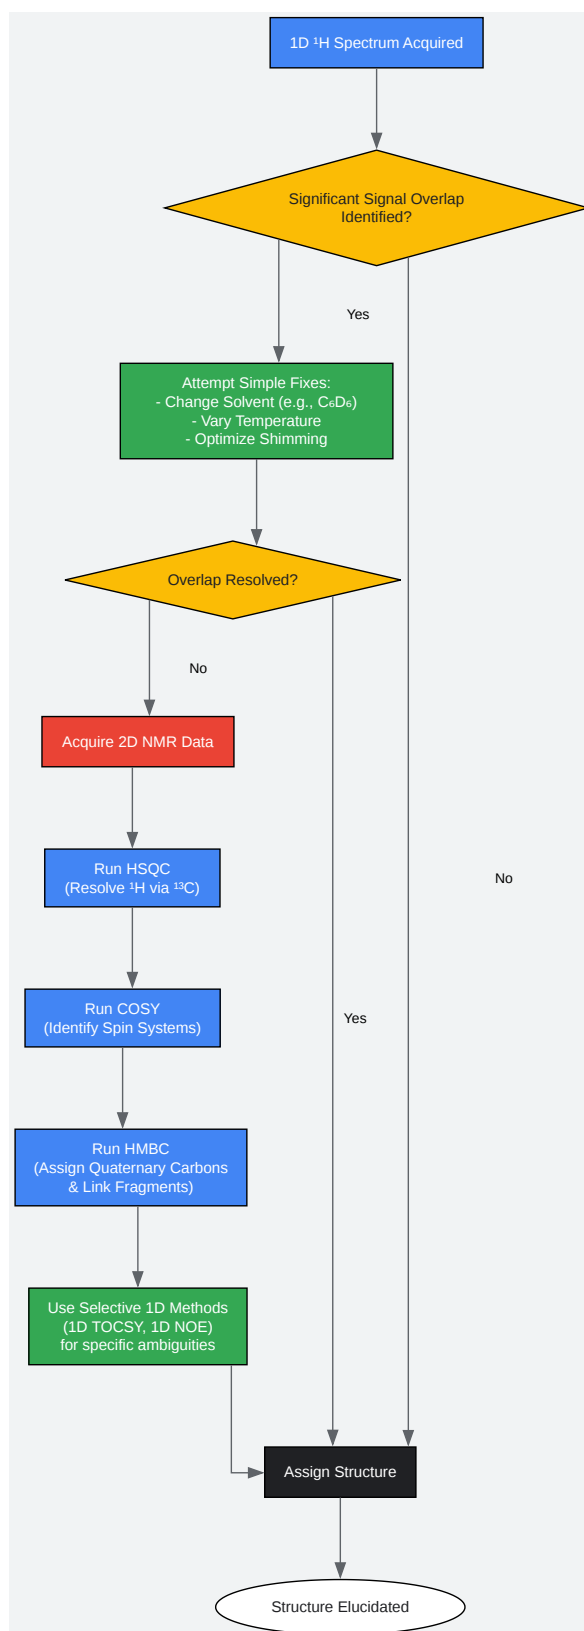 1D ¹H Spectrum Acquired
Significant Signal Overlap
Identified?
Yes
Attempt Simple Fixes:
- Change Solvent (e.g., C₆D₆)
- Vary Temperature
- Optimize Shimming
Overlap Resolved?
No
Acquire 2D NMR Data
Run HSQC
(Resolve ¹H via ¹³C)
No
Run COSY
(Identify Spin Systems)
Yes
Run HMBC
(Assign Quaternary Carbons
& Link Fragments)
Use Selective 1D Methods
(1D TOCSY, 1D NOE)
for specific ambiguities
Assign Structure
Structure Elucidated